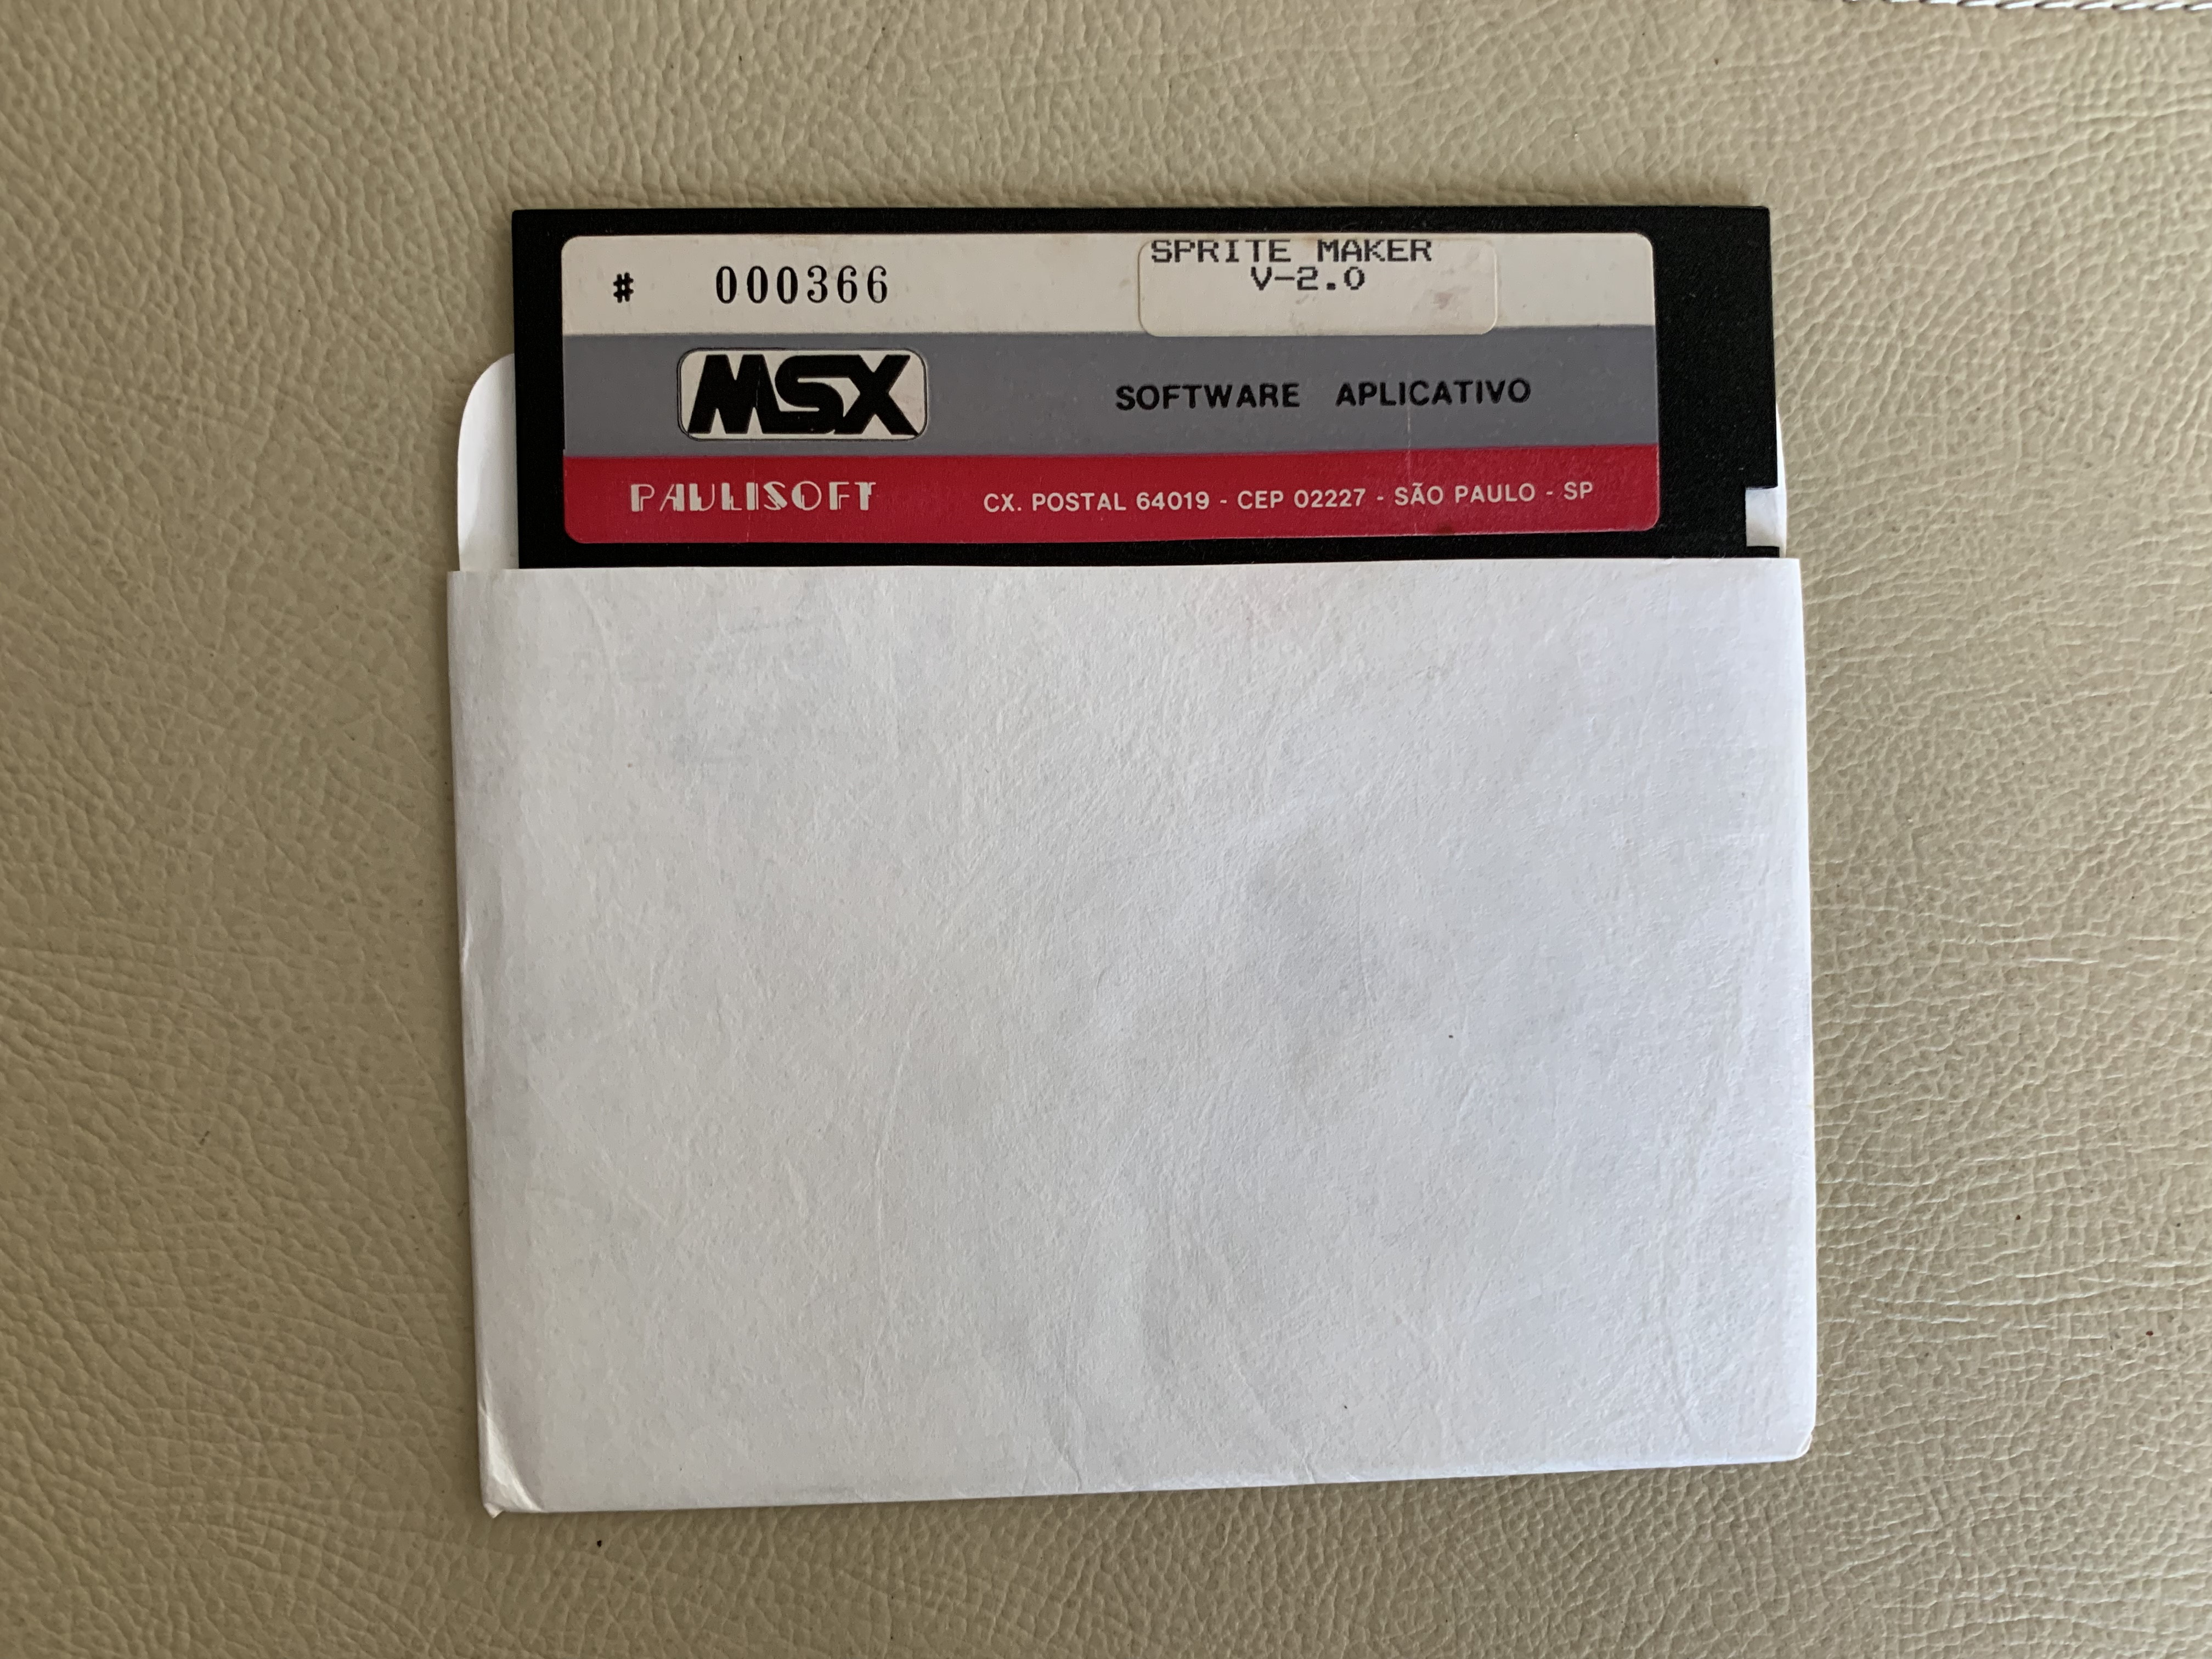 # 000366
SPRITE MAKER
V-2.0
MSX
SOFTWARE APLICATIVO
PAULISOFT
CX. POSTAL 64019 - CEP 02227 - SÃO PAULO - SP